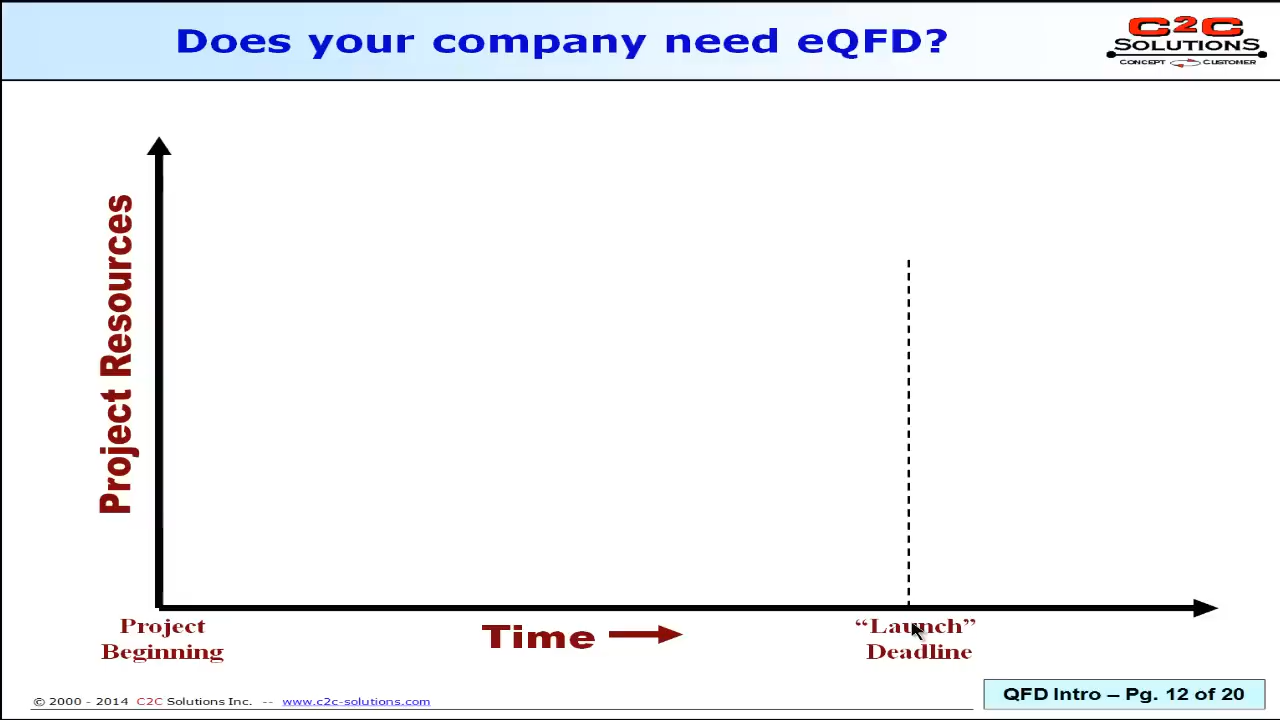 Does your company need eQFD?
C2C
SOLUTIONS
CONCEPT CUSTOMER
Project Resources
Project
Beginning
Time
“Launch”
Deadline
© 2000 - 2014 C2C Solutions Inc. -- www.c2c-solutions.com
QFD Intro – Pg. 12 of 20